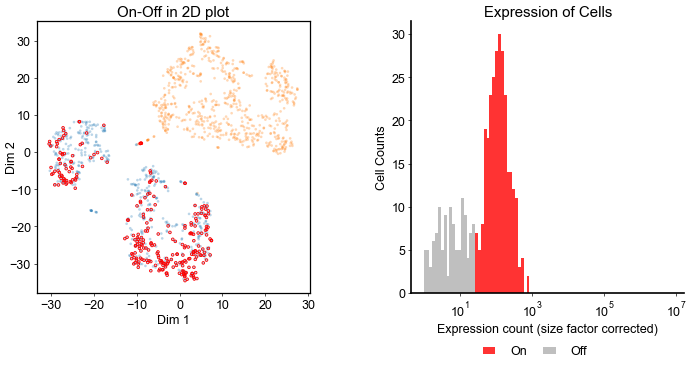 On-Off in 2D plot
30
20
10
0
−10
−20
−30
Dim 2
−30 −20 −10 0 10 20 30
Dim 1
Expression of Cells
30
25
20
15
10
5
0
Cell Counts
10^1 10^3 10^5 10^7
Expression count (size factor corrected)
On Off